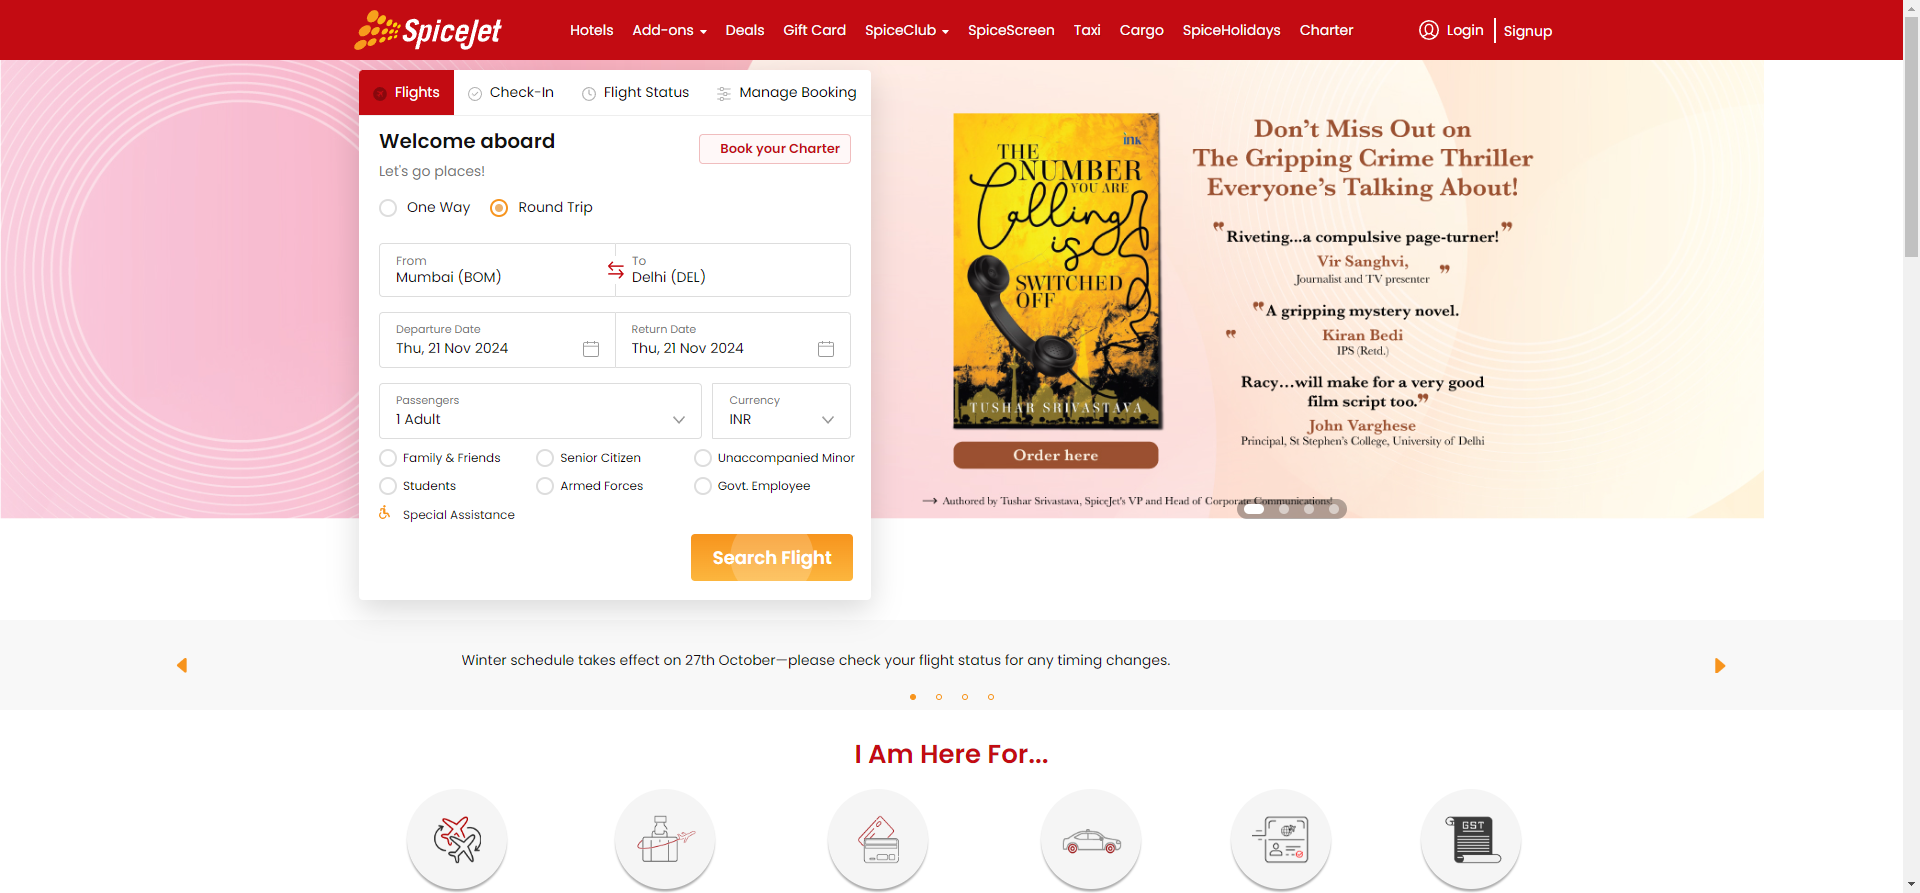 SpiceJet
Hotels Add-ons Deals Gift Card SpiceClub SpiceScreen Taxi Cargo SpiceHolidays Charter Login Signup
Flights Check-In Flight Status Manage Booking
Welcome aboard
Book your Charter
Let's go places!
One Way Round Trip
From To
Mumbai (BOM) Delhi (DEL)
Departure Date Return Date
Thu, 21 Nov 2024 Thu, 21 Nov 2024
Passengers Currency
1 Adult INR
Family & Friends Senior Citizen Unaccompanied Minor
Students Armed Forces Govt. Employee
Special Assistance
Search Flight
ink
THE
NUMBER
YOU ARE
Calling
is
SWITCHED
OFF
TUSHAR SRIVASTAVA
Order here
Don’t Miss Out on
The Gripping Crime Thriller
Everyone’s Talking About!
❞Riveting...a compulsive page-turner!❞
Vir Sanghvi,
Journalist and TV presenter ❞
❞A gripping mystery novel.
❞ Kiran Bedi
IPS (Retd.)
Racy...will make for a very good
film script too.❞
John Varghese
Principal, St Stephen's College, University of Delhi
→ Authored by Tushar Srivastava, SpiceJet's VP and Head of Corporate Communications!
Winter schedule takes effect on 27th October—please check your flight status for any timing changes.
I Am Here For...
GST